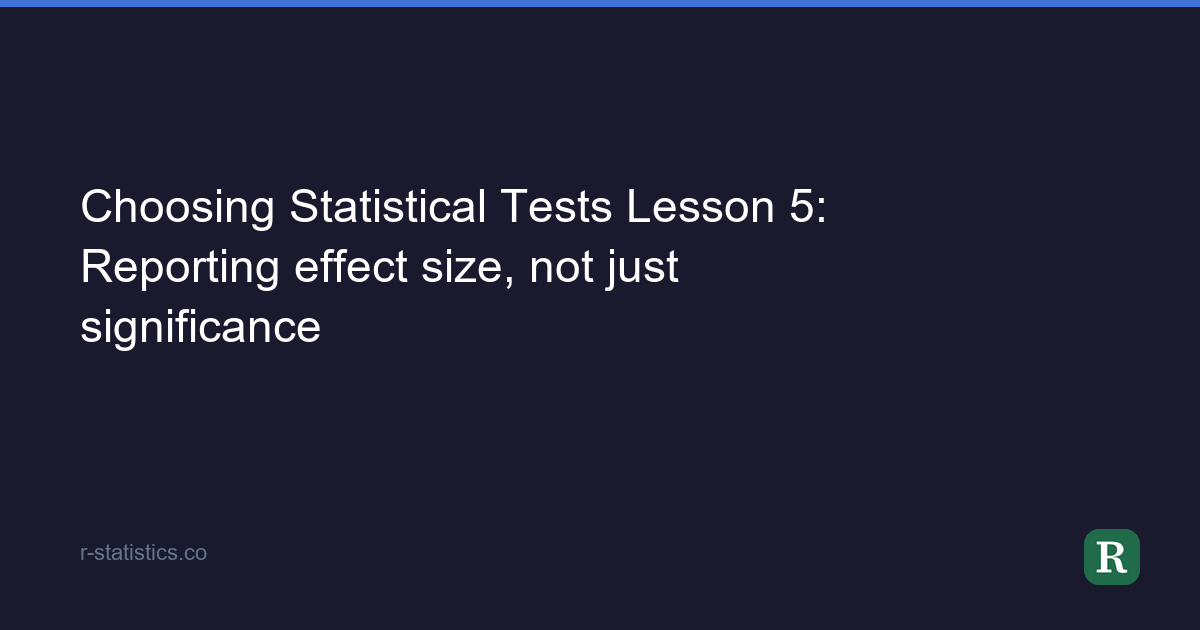 Choosing Statistical Tests Lesson 5:
Reporting effect size, not just
significance
r-statistics.co
R